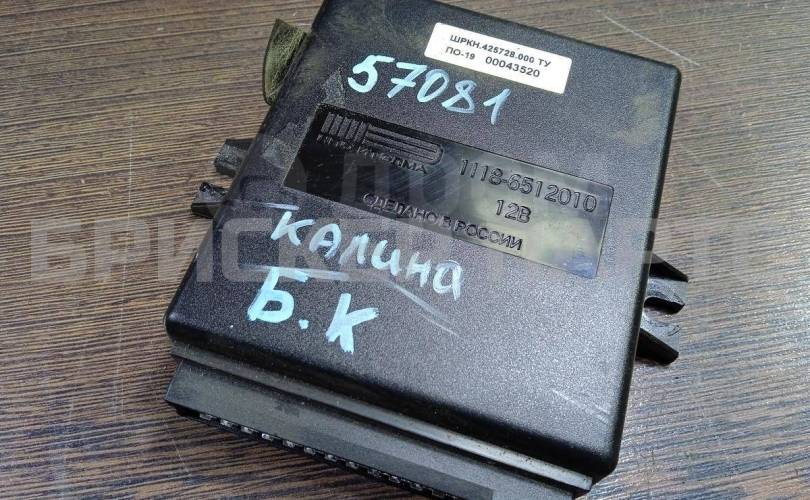 ШРКН.425728.000 ТУ
ПО-19 00043520
57081
1118-6512010
12В
СДЕЛАНО В РОССИИ
КАЛИНА
Б.К